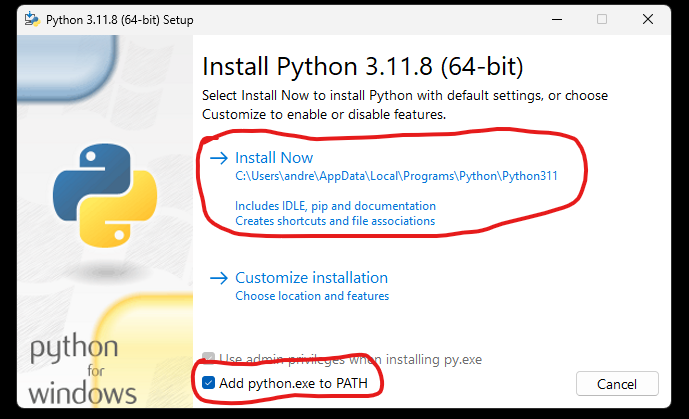 Python 3.11.8 (64-bit) Setup
Install Python 3.11.8 (64-bit)
Select Install Now to install Python with default settings, or choose
Customize to enable or disable features.
Install Now
C:\Users\andre\AppData\Local\Programs\Python\Python311
Includes IDLE, pip and documentation
Creates shortcuts and file associations
Customize installation
Choose location and features
Use admin privileges when installing py.exe
Add python.exe to PATH
Cancel
python
for
windows